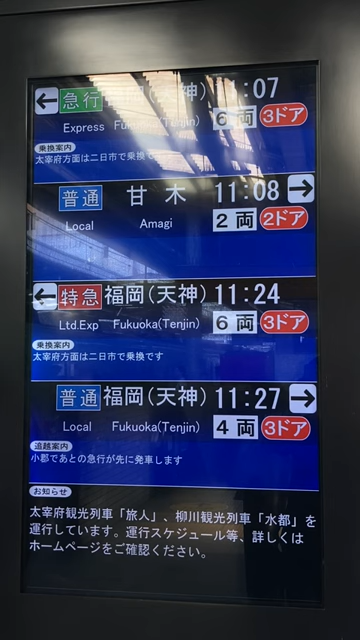 急行 福岡(天神) 11:07
Express Fukuoka(Tenjin) 6両 3ドア
乗換案内
太宰府方面は二日市で乗換で
普通 甘木 11:08
Local Amagi 2両 2ドア
特急 福岡(天神) 11:24
Ltd.Exp Fukuoka(Tenjin) 6両 3ドア
乗換案内
太宰府方面は二日市で乗換です
普通 福岡(天神) 11:27
Local Fukuoka(Tenjin) 4両 3ドア
追越案内
小郡であとの急行が先に発車します
お知らせ
太宰府観光列車「旅人」、柳川観光列車「水都」を
運行しています。運行スケジュール等、詳しくは
ホームページをご確認ください。